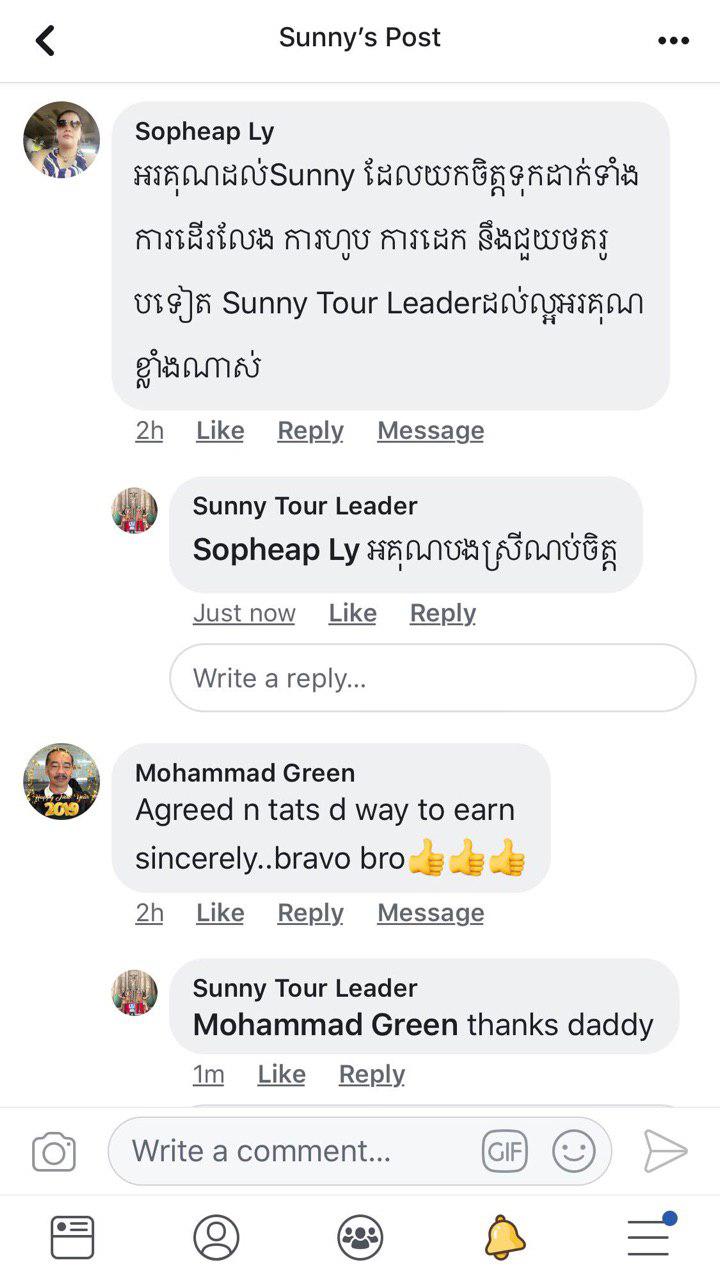 Sunny's Post
Sopheap Ly
អរគុណដល់Sunny ដែលយកចិត្តទុកដាក់ទាំង
ការដើរលែង ការហូប ការដេក នឹងជួយថតរូ
បទៀត Sunny Tour Leaderដល់ល្អអរគុណ
ខ្លាំងណាស់
2h Like Reply Message
Sunny Tour Leader
Sopheap Ly អគុណបងស្រីណប់ចិត្ត
Just now Like Reply
Write a reply...
Mohammad Green
Agreed n tats d way to earn
sincerely..bravo bro👍👍👍
2h Like Reply Message
Sunny Tour Leader
Mohammad Green thanks daddy
1m Like Reply
Write a comment...
GIF
2019